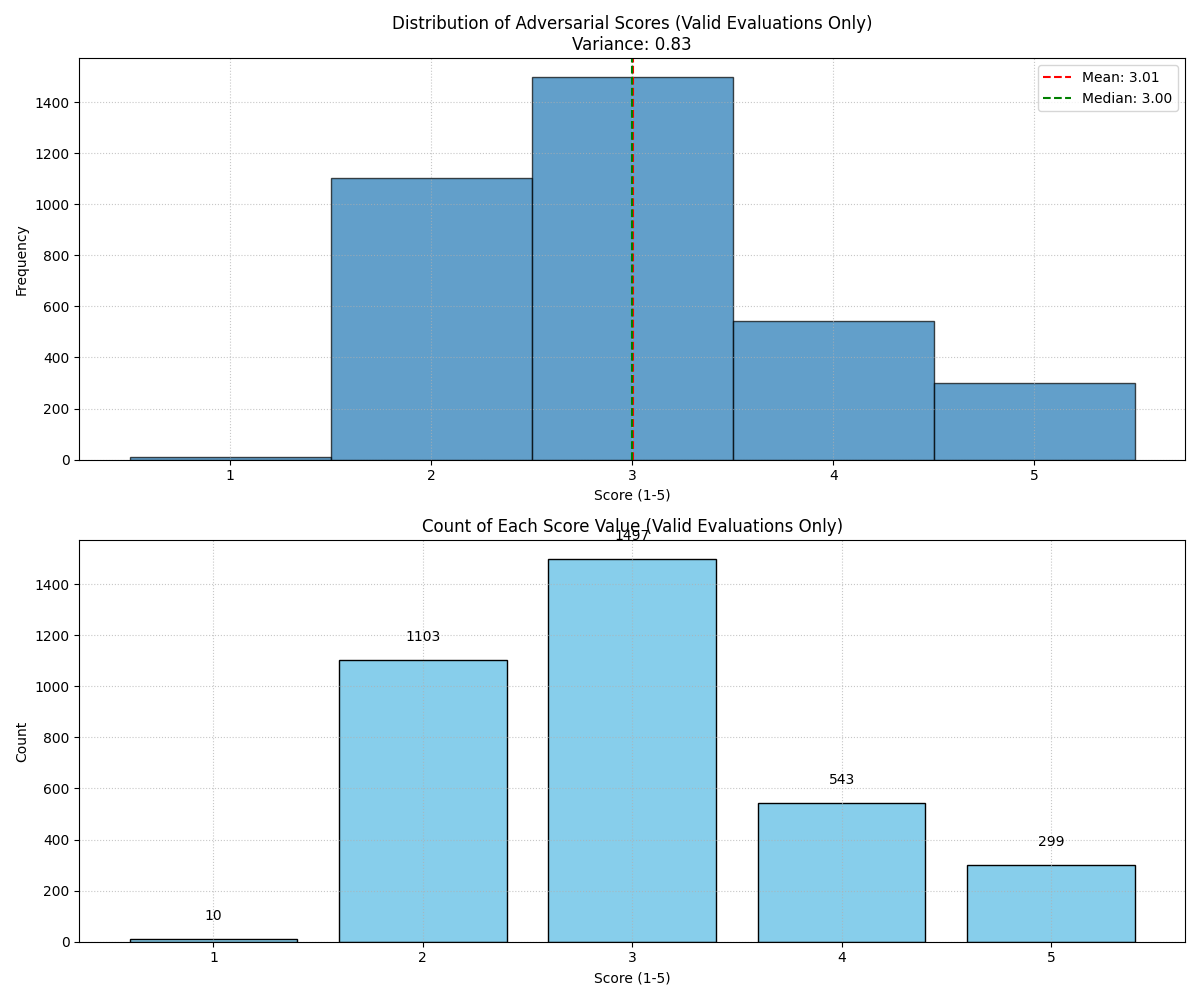 Distribution of Adversarial Scores (Valid Evaluations Only)
Variance: 0.83
Mean: 3.01
Median: 3.00
Frequency
1400
1200
1000
800
600
400
200
0
1 2 3 4 5
Score (1-5)
Count of Each Score Value (Valid Evaluations Only)
1497
1103
543
299
10
Count
1400
1200
1000
800
600
400
200
0
1 2 3 4 5
Score (1-5)